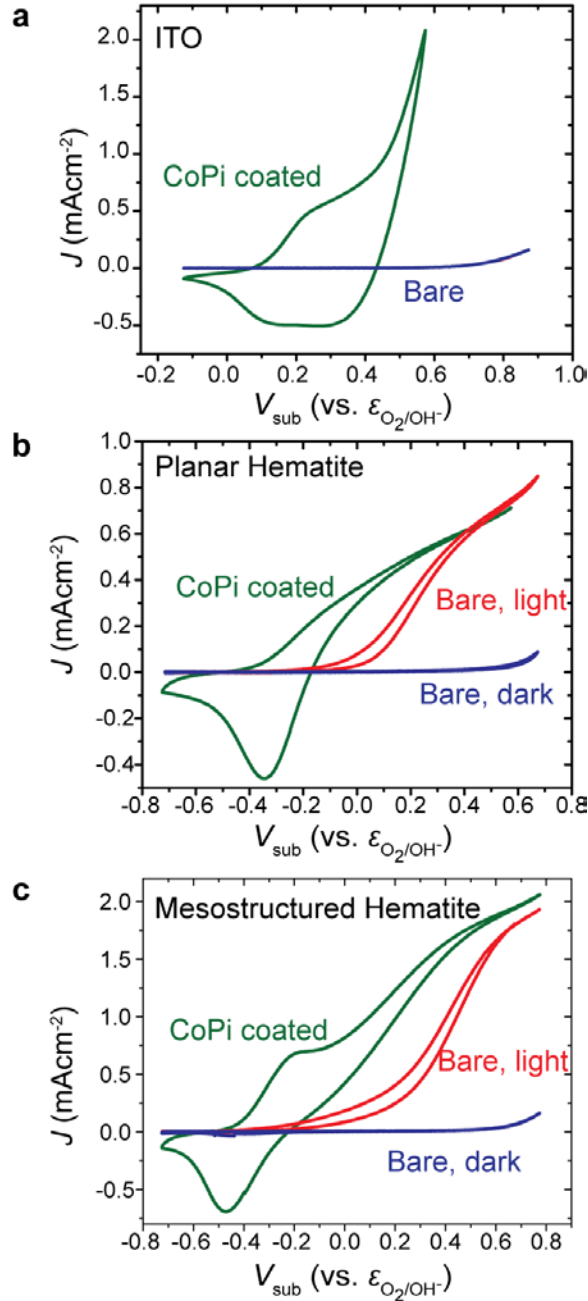 a
ITO
J (mAcm⁻²)
2.0
1.5
1.0
0.5
0.0
-0.5
CoPi coated
Bare
-0.2 0.0 0.2 0.4 0.6 0.8 1.0
V_sub (vs. ε_O₂/OH⁻)
b
Planar Hematite
J (mAcm⁻²)
1.0
0.8
0.6
0.4
0.2
0.0
-0.2
-0.4
CoPi coated
Bare, light
Bare, dark
-0.8 -0.6 -0.4 -0.2 0.0 0.2 0.4 0.6 0.8
V_sub (vs. ε_O₂/OH⁻)
c
Mesostructured Hematite
J (mAcm⁻²)
2.0
1.5
1.0
0.5
0.0
-0.5
CoPi coated
Bare, light
Bare, dark
-0.8 -0.6 -0.4 -0.2 0.0 0.2 0.4 0.6 0.8
V_sub (vs. ε_O₂/OH⁻)